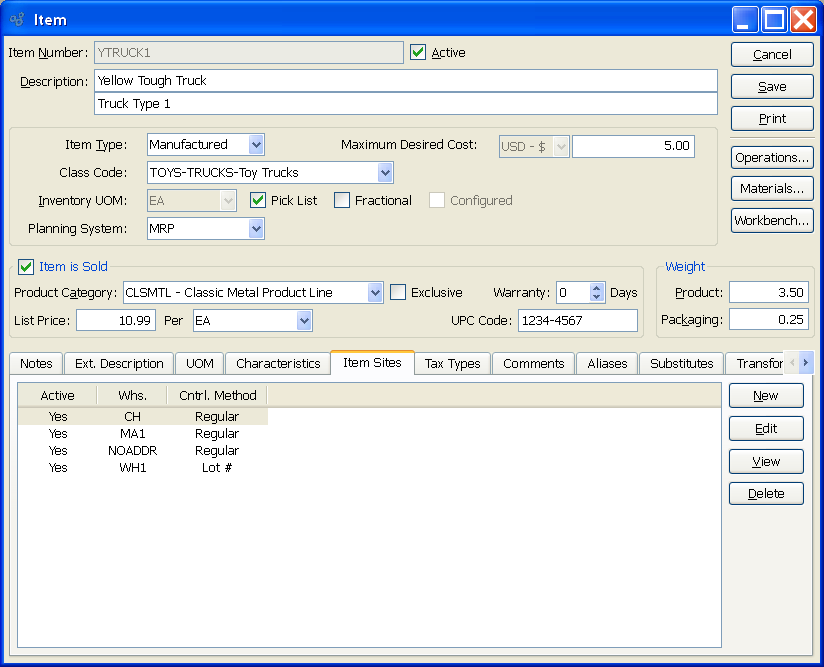 Item
Item Number: YTRUCK1 Active Cancel
Description: Yellow Tough Truck Save
Truck Type 1 Print
Item Type: Manufactured Maximum Desired Cost: USD - $ 5.00 Operations...
Class Code: TOYS-TRUCKS-Toy Trucks Materials...
Inventory UOM: EA Pick List Fractional Configured Workbench...
Planning System: MRP
Item is Sold Weight
Product Category: CLSMTL - Classic Metal Product Line Exclusive Warranty: 0 Days Product: 3.50
List Price: 10.99 Per EA UPC Code: 1234-4567 Packaging: 0.25
Notes Ext. Description UOM Characteristics Item Sites Tax Types Comments Aliases Substitutes Transfor
Active Whs. Cntrl. Method New
Yes CH Regular
Yes MA1 Regular Edit
Yes NOADDR Regular
Yes WH1 Lot # View
Delete